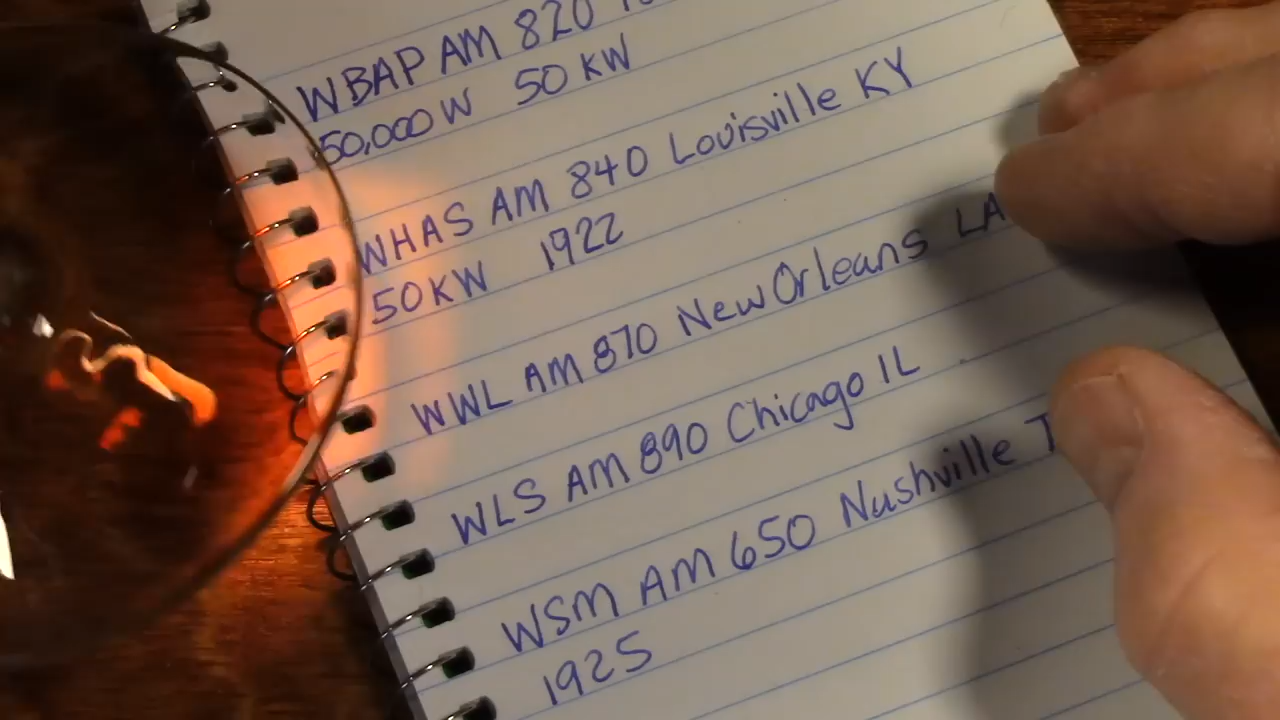 WBAP AM 820
50,000 W 50 KW
WHAS AM 840 Louisville KY
50 KW 1922
WWL AM 870 New Orleans LA
WLS AM 890 Chicago IL
WSM AM 650 Nashville T
1925